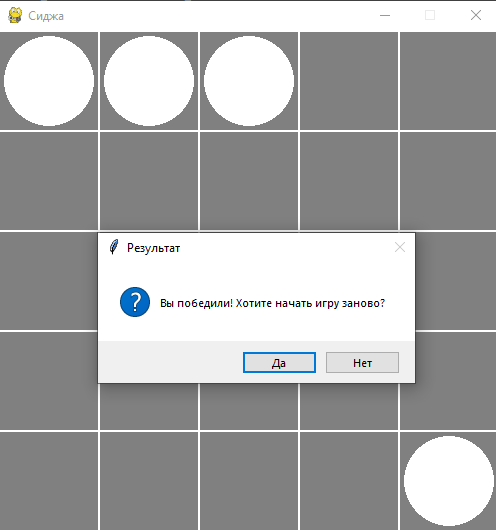 Сиджа
Результат
Вы победили! Хотите начать игру заново?
Да
Нет